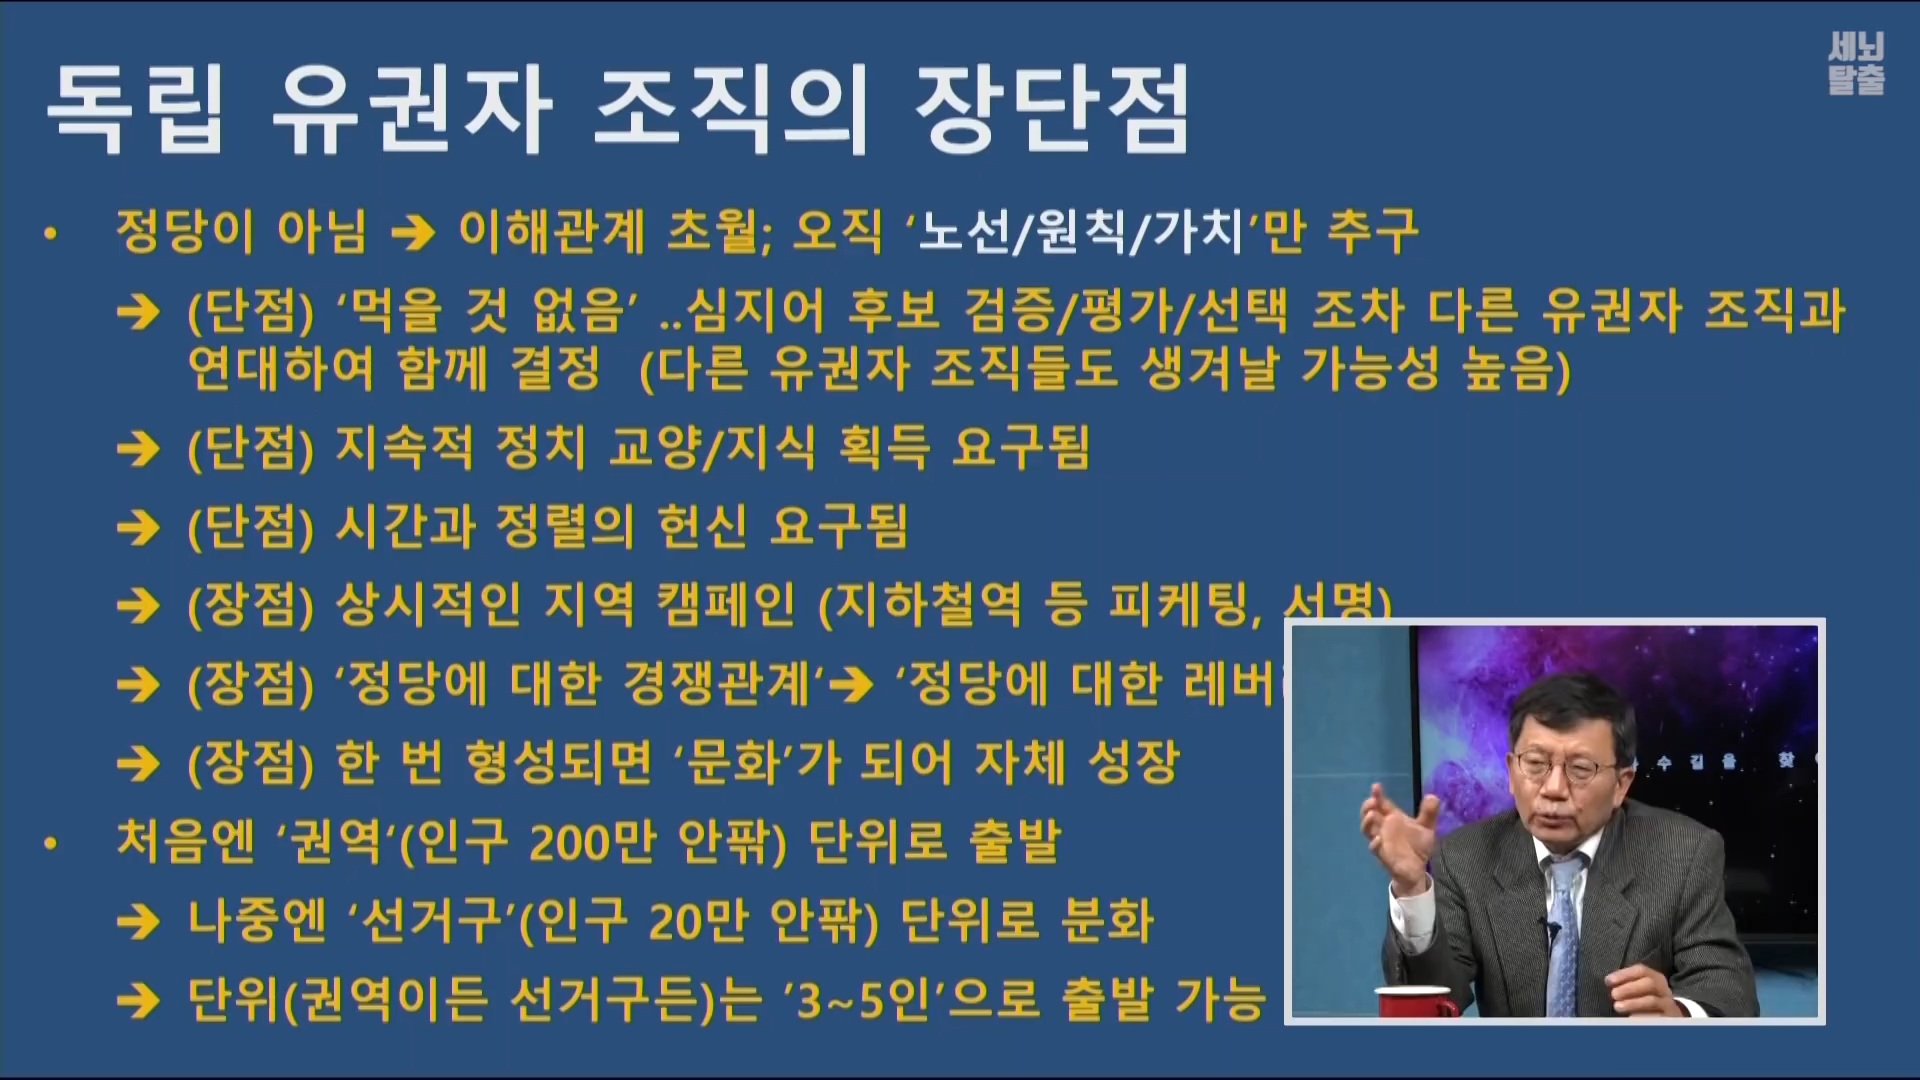 세뇌
탈출
독립 유권자 조직의 장단점
• 정당이 아님 ➔ 이해관계 초월; 오직 ‘노선/원칙/가치’만 추구
➔ (단점) ‘먹을 것 없음’ ..심지어 후보 검증/평가/선택 조차 다른 유권자 조직과
연대하여 함께 결정 (다른 유권자 조직들도 생겨날 가능성 높음)
➔ (단점) 지속적 정치 교양/지식 획득 요구됨
➔ (단점) 시간과 정렬의 헌신 요구됨
➔ (장점) 상시적인 지역 캠페인 (지하철역 등 피케팅, 서명)
➔ (장점) ‘정당에 대한 경쟁관계‘➔ ‘정당에 대한 레버
➔ (장점) 한 번 형성되면 ‘문화’가 되어 자체 성장
• 처음엔 ‘권역‘(인구 200만 안팎) 단위로 출발
➔ 나중엔 ‘선거구’(인구 20만 안팎) 단위로 분화
➔ 단위(권역이든 선거구든)는 ’3~5인’으로 출발 가능
수길을 찾